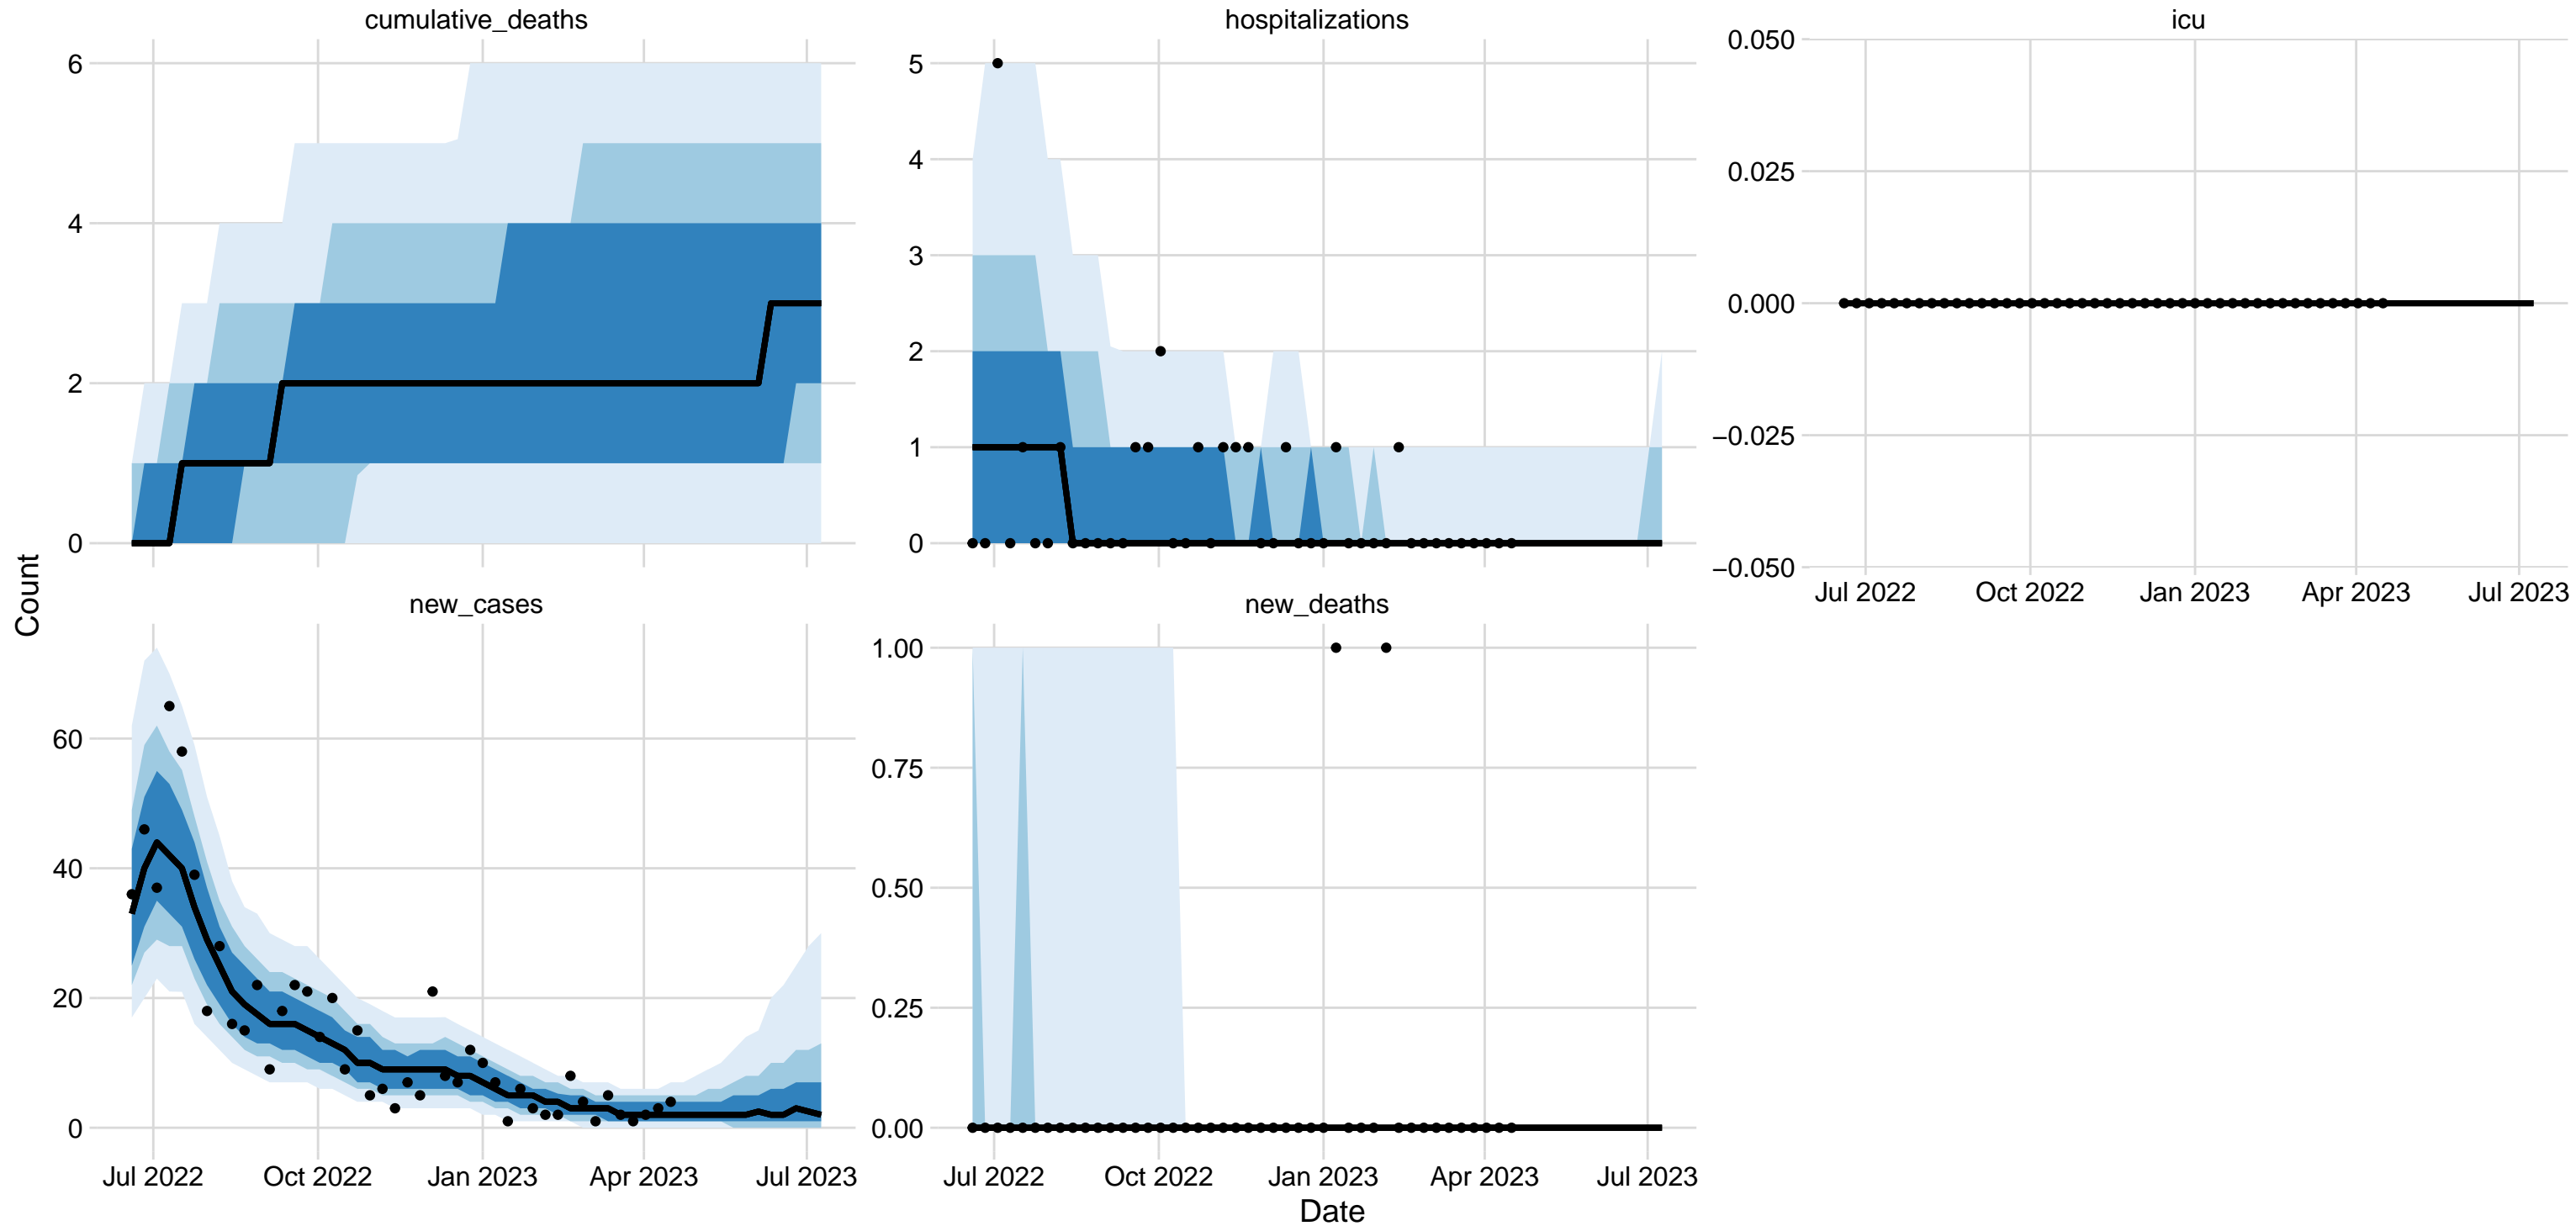 cumulative_deaths
6
4
2
0
hospitalizations
5
4
3
2
1
0
icu
0.050
0.025
0.000
−0.025
−0.050
Jul 2022 Oct 2022 Jan 2023 Apr 2023 Jul 2023
Count
new_cases
60
40
20
0
Jul 2022 Oct 2022 Jan 2023 Apr 2023 Jul 2023
new_deaths
1.00
0.75
0.50
0.25
0.00
Jul 2022 Oct 2022 Jan 2023 Apr 2023 Jul 2023
Date